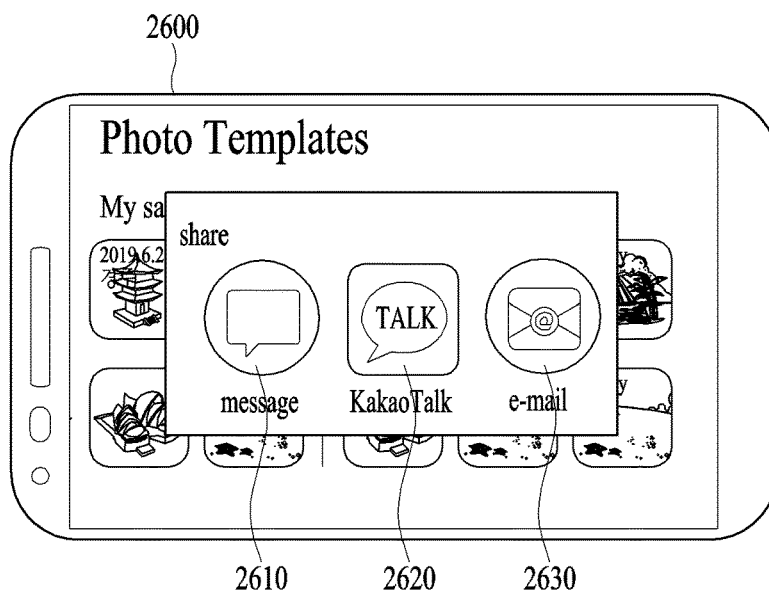 2600
Photo Templates
My sa
share
2019.6.2
TALK
message KakaoTalk e-mail
2610 2620 2630